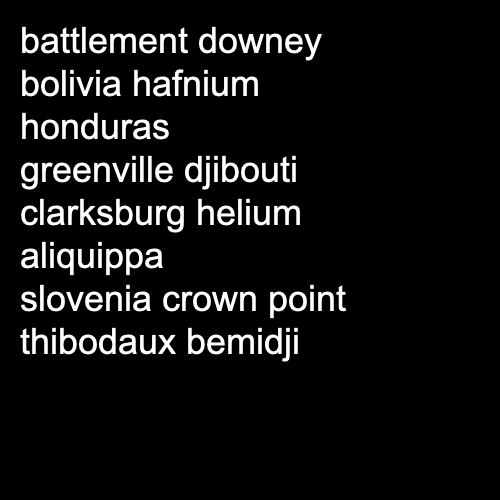 battlement downey
bolivia hafnium
honduras
greenville djibouti
clarksburg helium
aliquippa
slovenia crown point
thibodaux bemidji